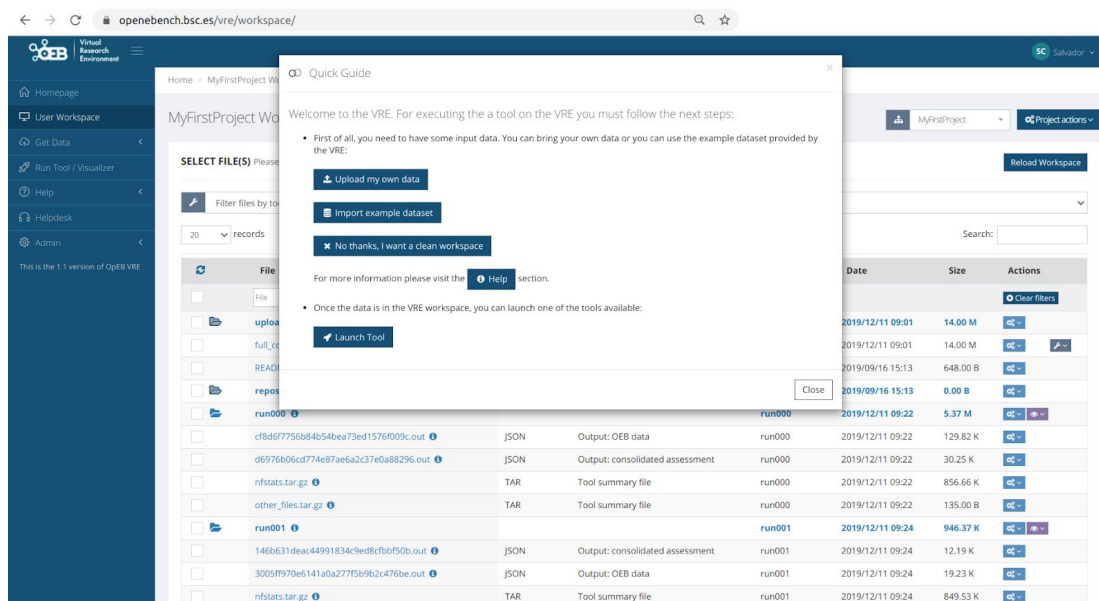 openebench.bsc.es/vre/workspace/
OEB Virtual Research Environment
SC Salvador
Homepage
User Workspace
Get Data
Run Tool / Visualizer
Help
Helpdesk
Admin
This is the 1.1 version of OpEB VRE
Home MyFirstProject
MyFirstProject
MyFirstProject
Project actions
SELECT FILE(S) Please
Reload Workspace
Filter files by
20 records
Search:
File Date Size Actions
File Clear filters
2019/12/11 09:01 14.00 M
2019/12/11 09:01 14.00 M
2019/09/16 15:13 648.00 B
2019/09/16 15:13 0.00 B
run000 run000 2019/12/11 09:22 5.37 M
cf8d6f7756b84b54bea73ed1576f009c.out JSON Output: OEB data run000 2019/12/11 09:22 129.82 K
d6976b06cd774e87ae6a2c37e0a88296.out JSON Output: consolidated assessment run000 2019/12/11 09:22 30.25 K
nfstats.tar.gz TAR Tool summary file run000 2019/12/11 09:22 856.66 K
other_files.tar.gz TAR Tool summary file run000 2019/12/11 09:22 135.00 B
run001 run001 2019/12/11 09:24 946.37 K
146b631deac44991834c9ed8cfbbf50b.out JSON Output: consolidated assessment run001 2019/12/11 09:24 12.19 K
3005ff970e6141a0a277f5b9b2c476be.out JSON Output: OEB data run001 2019/12/11 09:24 19.23 K
nfstats.tar.gz TAR Tool summary file run001 2019/12/11 09:24 849.53 K
Quick Guide
×
Welcome to the VRE. For executing the a tool on the VRE you must follow the next steps:
• First of all, you need to have some input data. You can bring your own data or you can use the example dataset provided by
the VRE:
Upload my own data
Import example dataset
No thanks, I want a clean workspace
For more information please visit the Help section.
• Once the data is in the VRE workspace, you can launch one of the tools available:
Launch Tool
Close